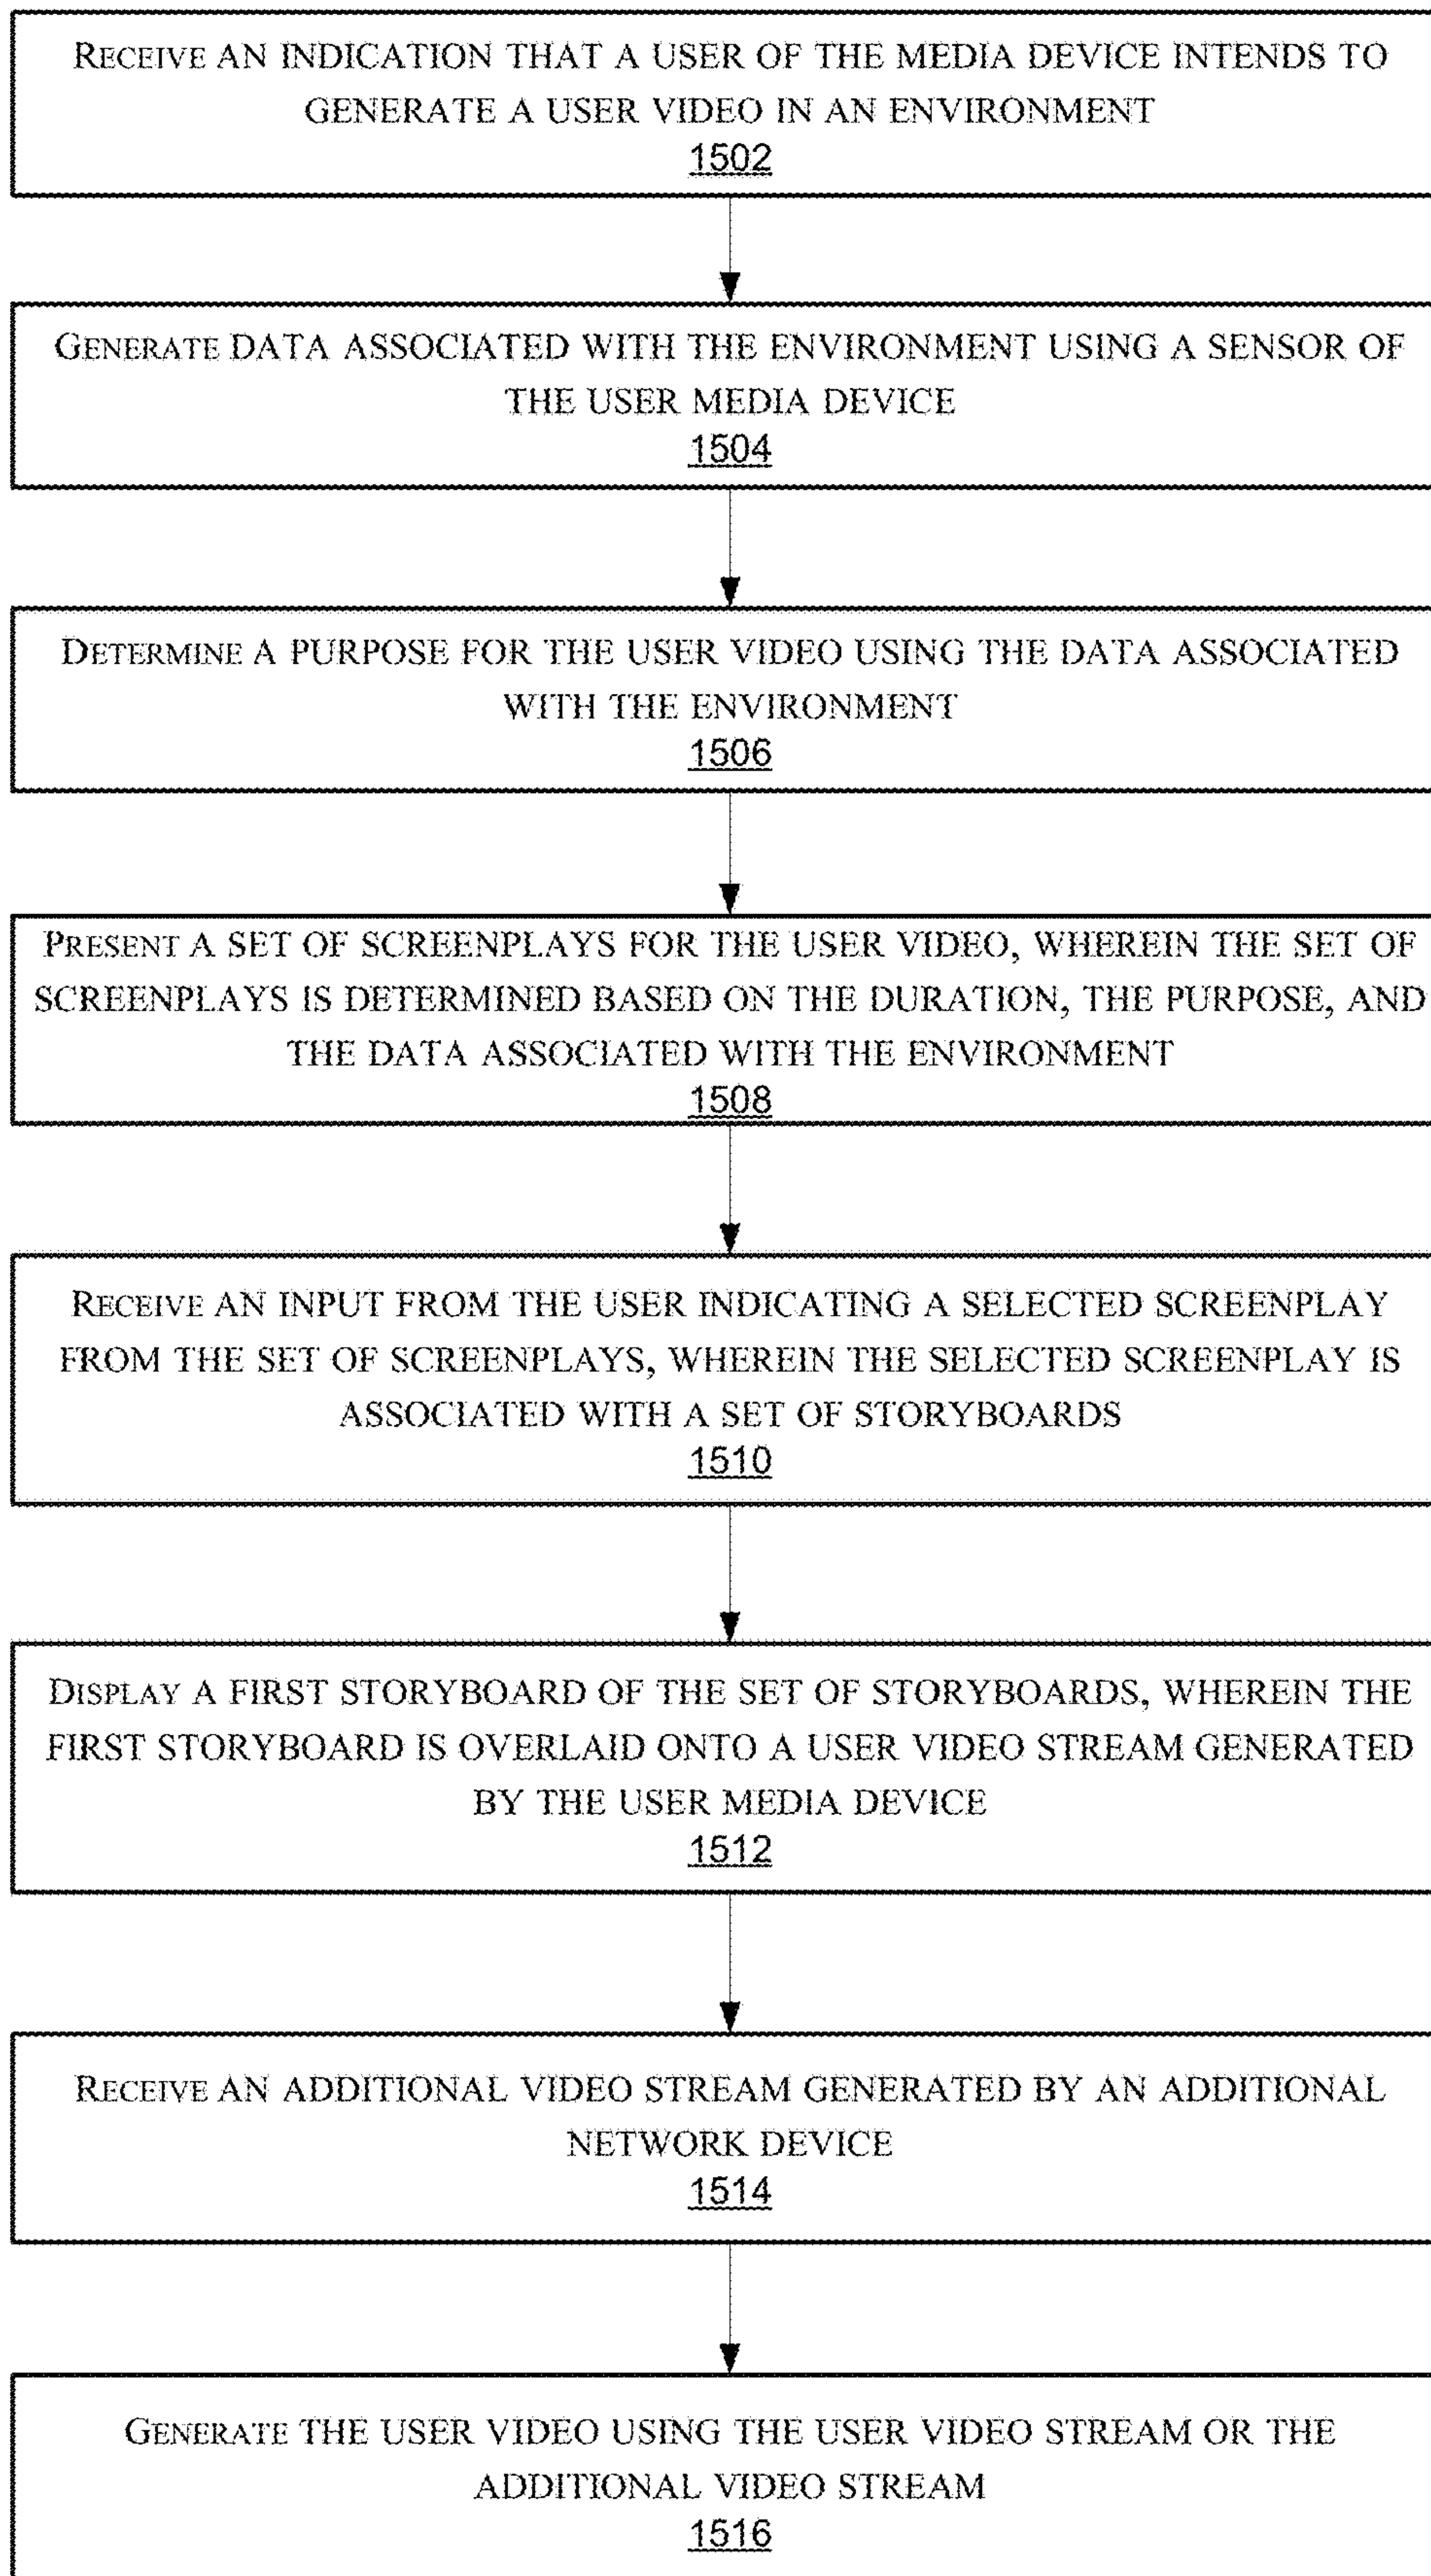 RECEIVE AN INDICATION THAT A USER OF THE MEDIA DEVICE INTENDS TO
GENERATE A USER VIDEO IN AN ENVIRONMENT
1502
GENERATE DATA ASSOCIATED WITH THE ENVIRONMENT USING A SENSOR OF
THE USER MEDIA DEVICE
1504
DETERMINE A PURPOSE FOR THE USER VIDEO USING THE DATA ASSOCIATED
WITH THE ENVIRONMENT
1506
PRESENT A SET OF SCREENPLAYS FOR THE USER VIDEO, WHEREIN THE SET OF
SCREENPLAYS IS DETERMINED BASED ON THE DURATION, THE PURPOSE, AND
THE DATA ASSOCIATED WITH THE ENVIRONMENT
1508
RECEIVE AN INPUT FROM THE USER INDICATING A SELECTED SCREENPLAY
FROM THE SET OF SCREENPLAYS, WHEREIN THE SELECTED SCREENPLAY IS
ASSOCIATED WITH A SET OF STORYBOARDS
1510
DISPLAY A FIRST STORYBOARD OF THE SET OF STORYBOARDS, WHEREIN THE
FIRST STORYBOARD IS OVERLAID ONTO A USER VIDEO STREAM GENERATED
BY THE USER MEDIA DEVICE
1512
RECEIVE AN ADDITIONAL VIDEO STREAM GENERATED BY AN ADDITIONAL
NETWORK DEVICE
1514
GENERATE THE USER VIDEO USING THE USER VIDEO STREAM OR THE
ADDITIONAL VIDEO STREAM
1516